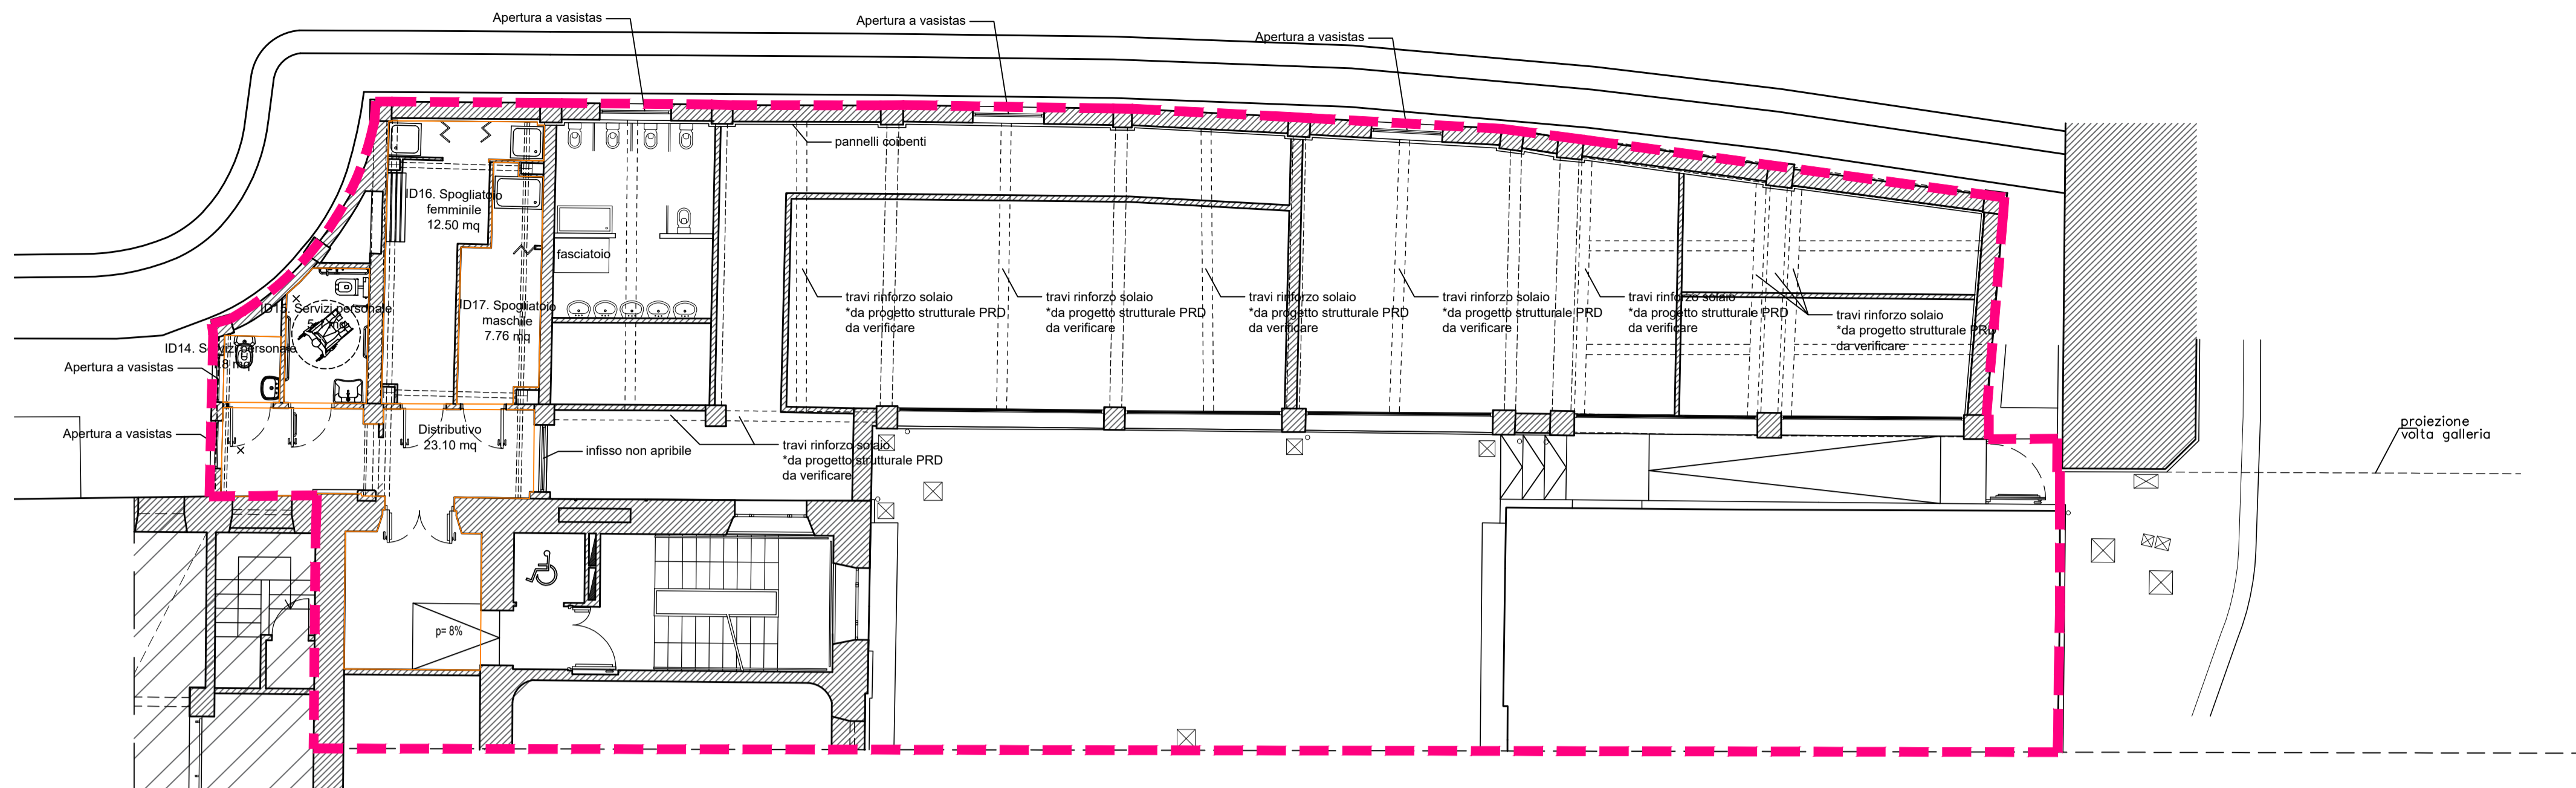 Apertura a vasistas
Apertura a vasistas
Apertura a vasistas
pannelli coibenti
ID16. Spogliatoio
femminile
12.50 mq
fasciatoio
ID17. Spogliatoio
maschile
7.76 mq
ID15. Servizi personale
ID14. Servizi personale
Apertura a vasistas
Apertura a vasistas
Distributivo
23.10 mq
infisso non apribile
travi rinforzo solaio
*da progetto strutturale PRD
da verificare
travi rinforzo solaio
*da progetto strutturale PRD
da verificare
travi rinforzo solaio
*da progetto strutturale PRD
da verificare
travi rinforzo solaio
*da progetto strutturale PRD
da verificare
travi rinforzo solaio
*da progetto strutturale PRD
da verificare
travi rinforzo solaio
*da progetto strutturale PRD
da verificare
travi rinforzo solaio
*da progetto strutturale PRD
da verificare
proiezione
volta galleria
p= 8%